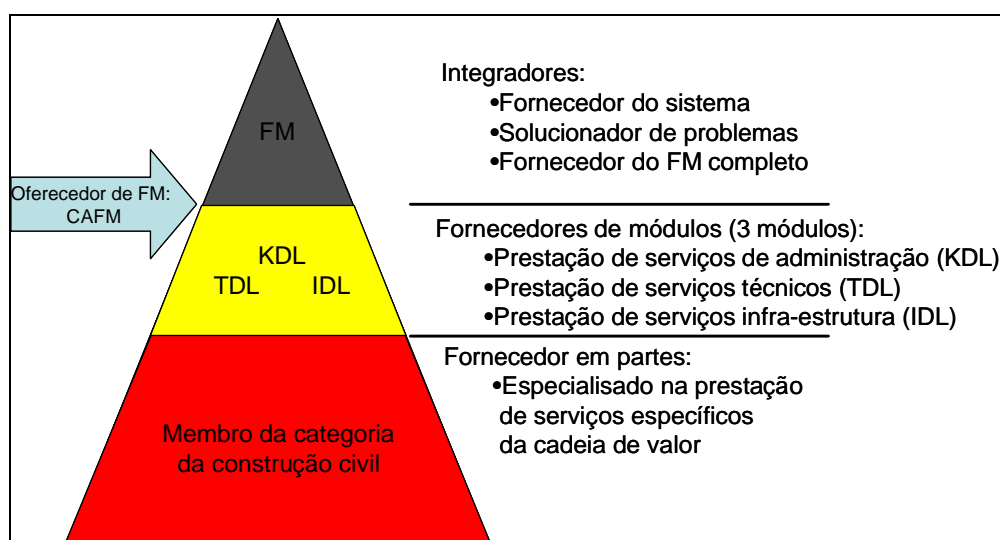 FM
Oferecedor de FM:
CAFM
KDL
TDL IDL
Membro da categoria
da construção civil
Integradores:
•Fornecedor do sistema
•Solucionador de problemas
•Fornecedor do FM completo
Fornecedores de módulos (3 módulos):
•Prestação de serviços de administração (KDL)
•Prestação de serviços técnicos (TDL)
•Prestação de serviços infra-estrutura (IDL)
Fornecedor em partes:
•Especialisado na prestação
de serviços específicos
da cadeia de valor